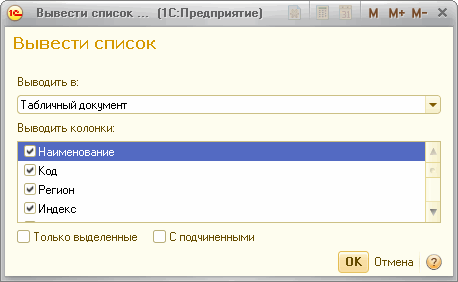 1С Вывести список ... (1С:Предприятие) M M+ M-
Вывести список
Выводить в:
Табличный документ
Выводить колонки:
Наименование
Код
Регион
Индекс
Только выделенные С подчиненными
OK Отмена ?